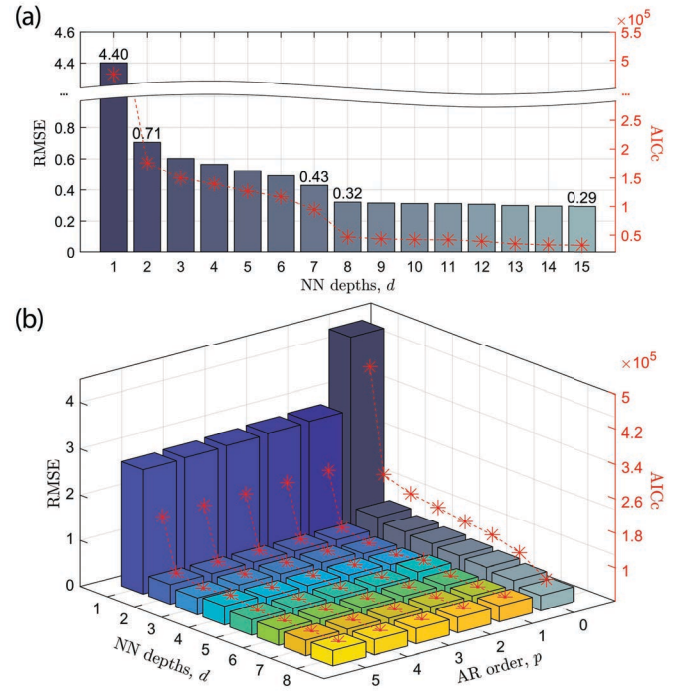 (a)
×10⁵
4.6
4.4
...
0.8
0.6
0.4
0.2
0
RMSE
4.40
0.71
0.43
0.32
0.29
5.5
5
...
2.5
2
1.5
1
0.5
AICc
1 2 3 4 5 6 7 8 9 10 11 12 13 14 15
NN depths, d
(b)
×10⁵
4
3
2
1
0
RMSE
5
4.2
3.4
2.6
1.8
1
AICc
1 2 3 4 5 6 7 8
NN depths, d
5 4 3 2 1 0
AR order, p